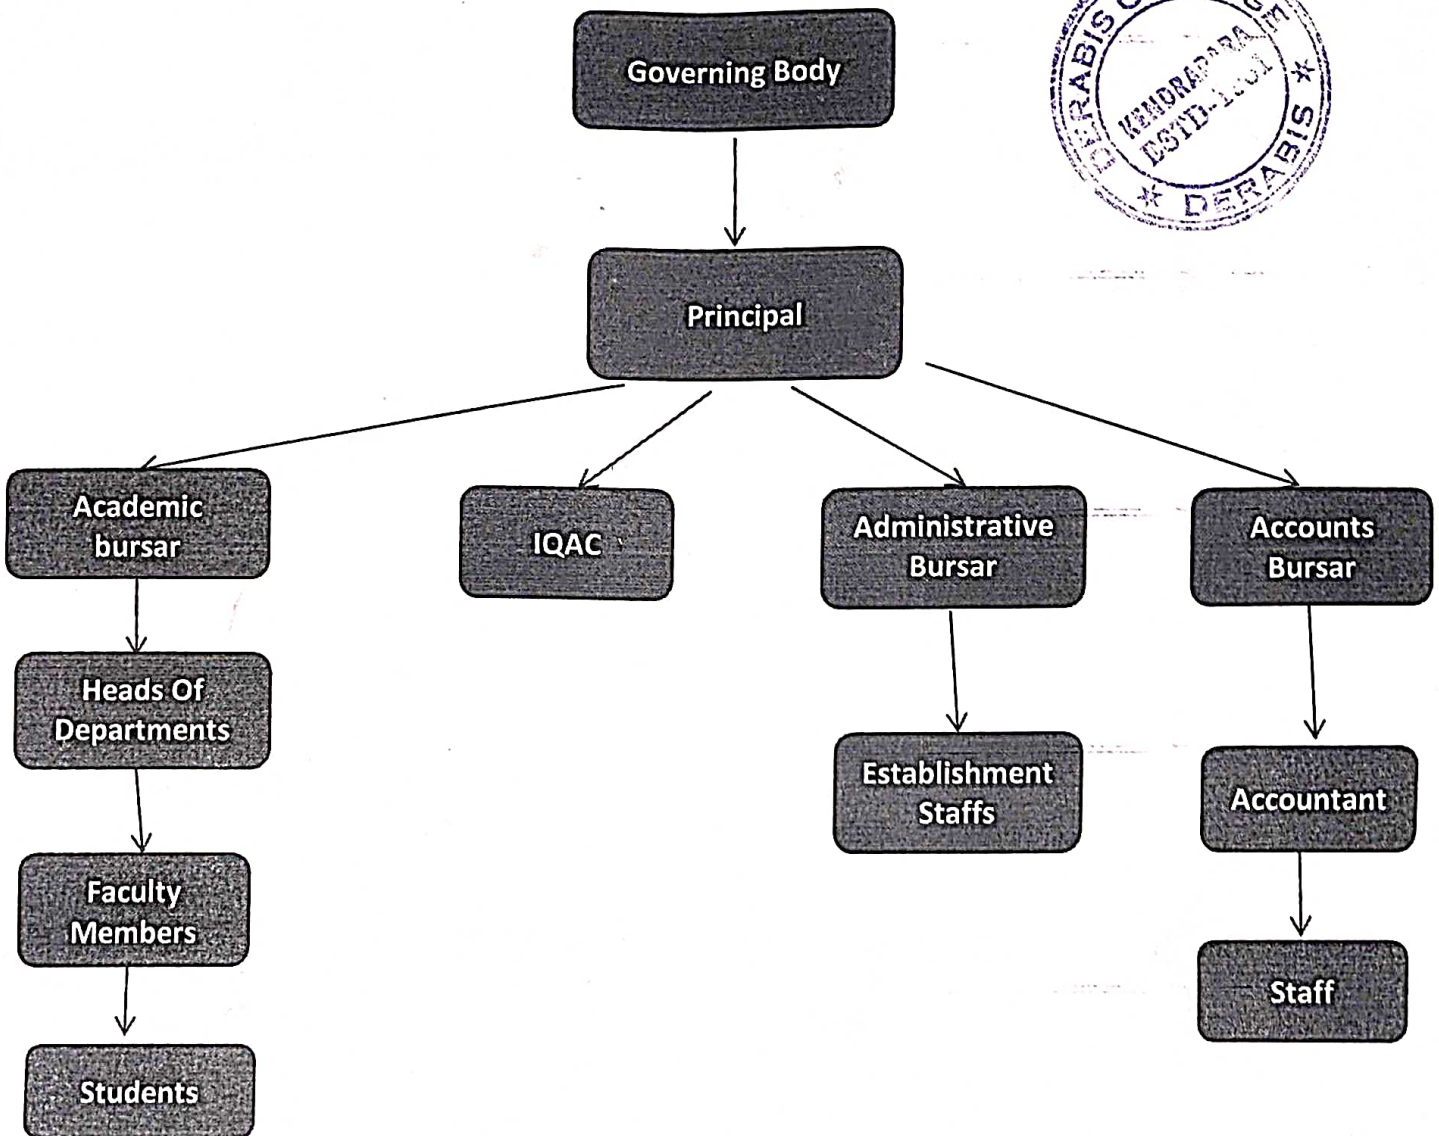 Governing Body
DERABIS
KENDRAPARA
ESTD-
DERABIS
Principal
Academic
bursar
IQAC
Administrative
Bursar
Accounts
Bursar
Heads Of
Departments
Establishment
Staffs
Accountant
Faculty
Members
Staff
Students